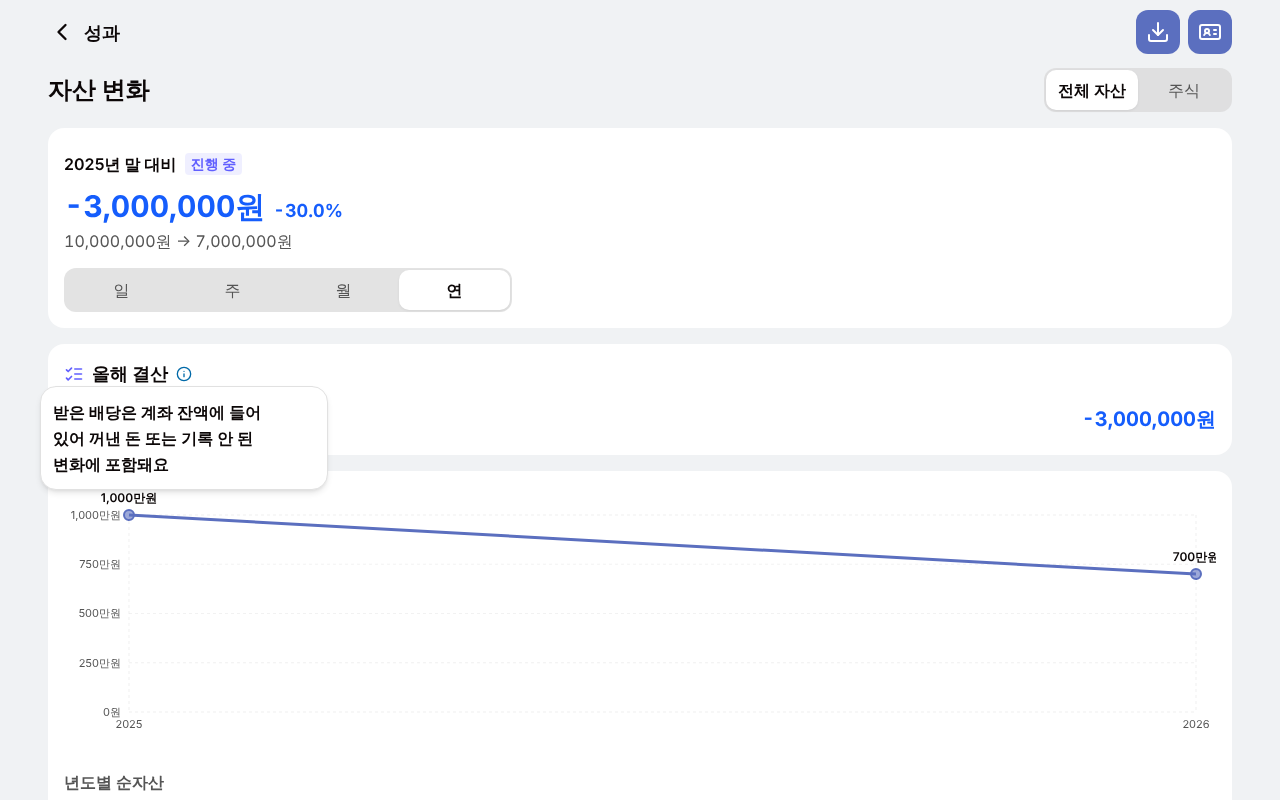 성과
자산 변화
전체 자산
주식
2025년 말 대비
진행 중
-3,000,000원 -30.0%
10,000,000원 → 7,000,000원
일
주
월
연
올해 결산
받은 배당은 계좌 잔액에 들어
있어 꺼낸 돈 또는 기록 안 된
변화에 포함돼요
-3,000,000원
1,000만원
1,000만원
750만원
500만원
250만원
0원
700만원
2025
2026
년도별 순자산